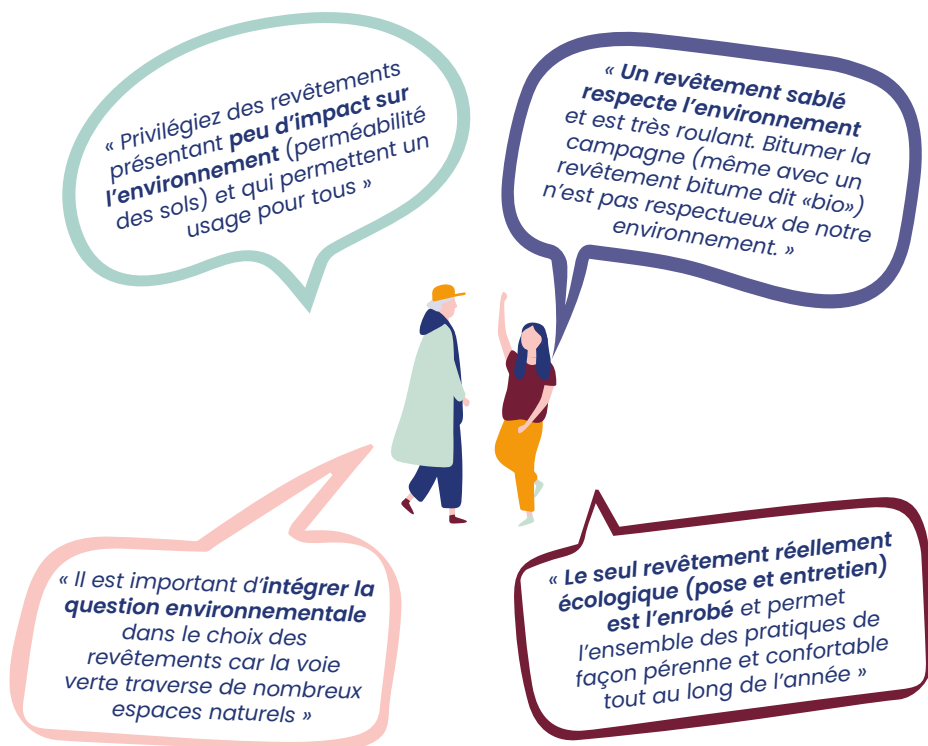 « Privilégiez des revêtements
présentant peu d’impact sur
l’environnement (perméabilité
des sols) et qui permettent un
usage pour tous »
« Un revêtement sablé
respecte l’environnement
et est très roulant. Bitumer la
campagne (même avec un
revêtement bitume dit «bio»)
n’est pas respectueux de notre
environnement. »
« Il est important d’intégrer la
question environnementale
dans le choix des
revêtements car la voie
verte traverse de nombreux
espaces naturels »
« Le seul revêtement réellement
écologique (pose et entretien)
est l’enrobé et permet
l’ensemble des pratiques de
façon pérenne et confortable
tout au long de l’année »